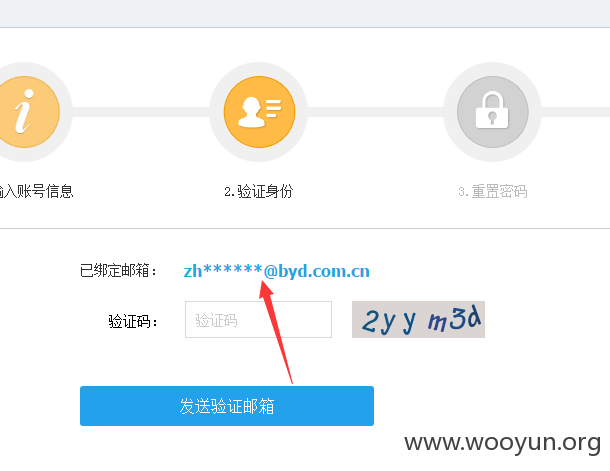 输入账号信息
2.验证身份
3.重置密码
已绑定邮箱： zh******@byd.com.cn
验证码： 验证码 2yym3d
发送验证邮箱
www.wooyun.org